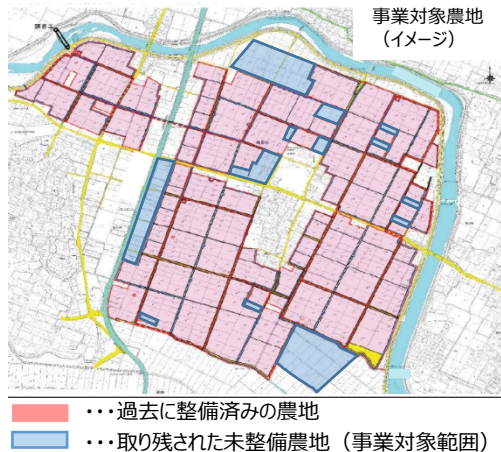 事業対象農地
(イメージ)
・・・過去に整備済みの農地
・・・取り残された未整備農地(事業対象範囲)